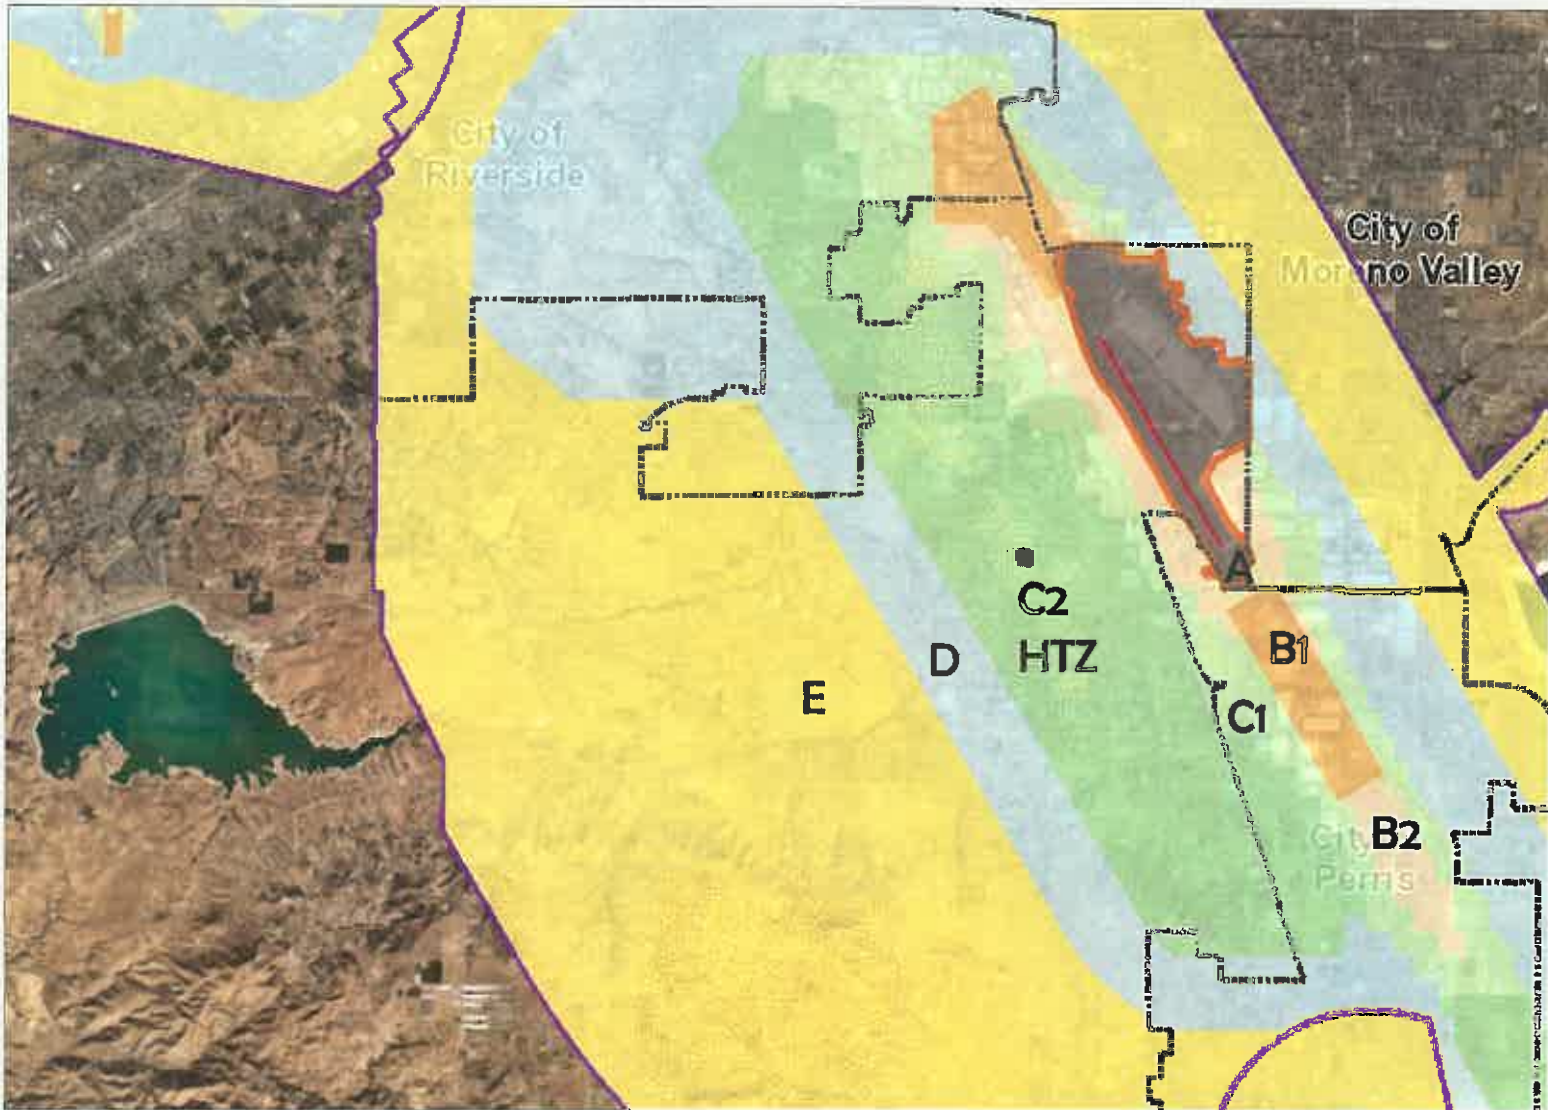 City of
Riverside
City of
Moreno Valley
A
C2
HTZ
B1
D
E
C1
B2
City
Perris